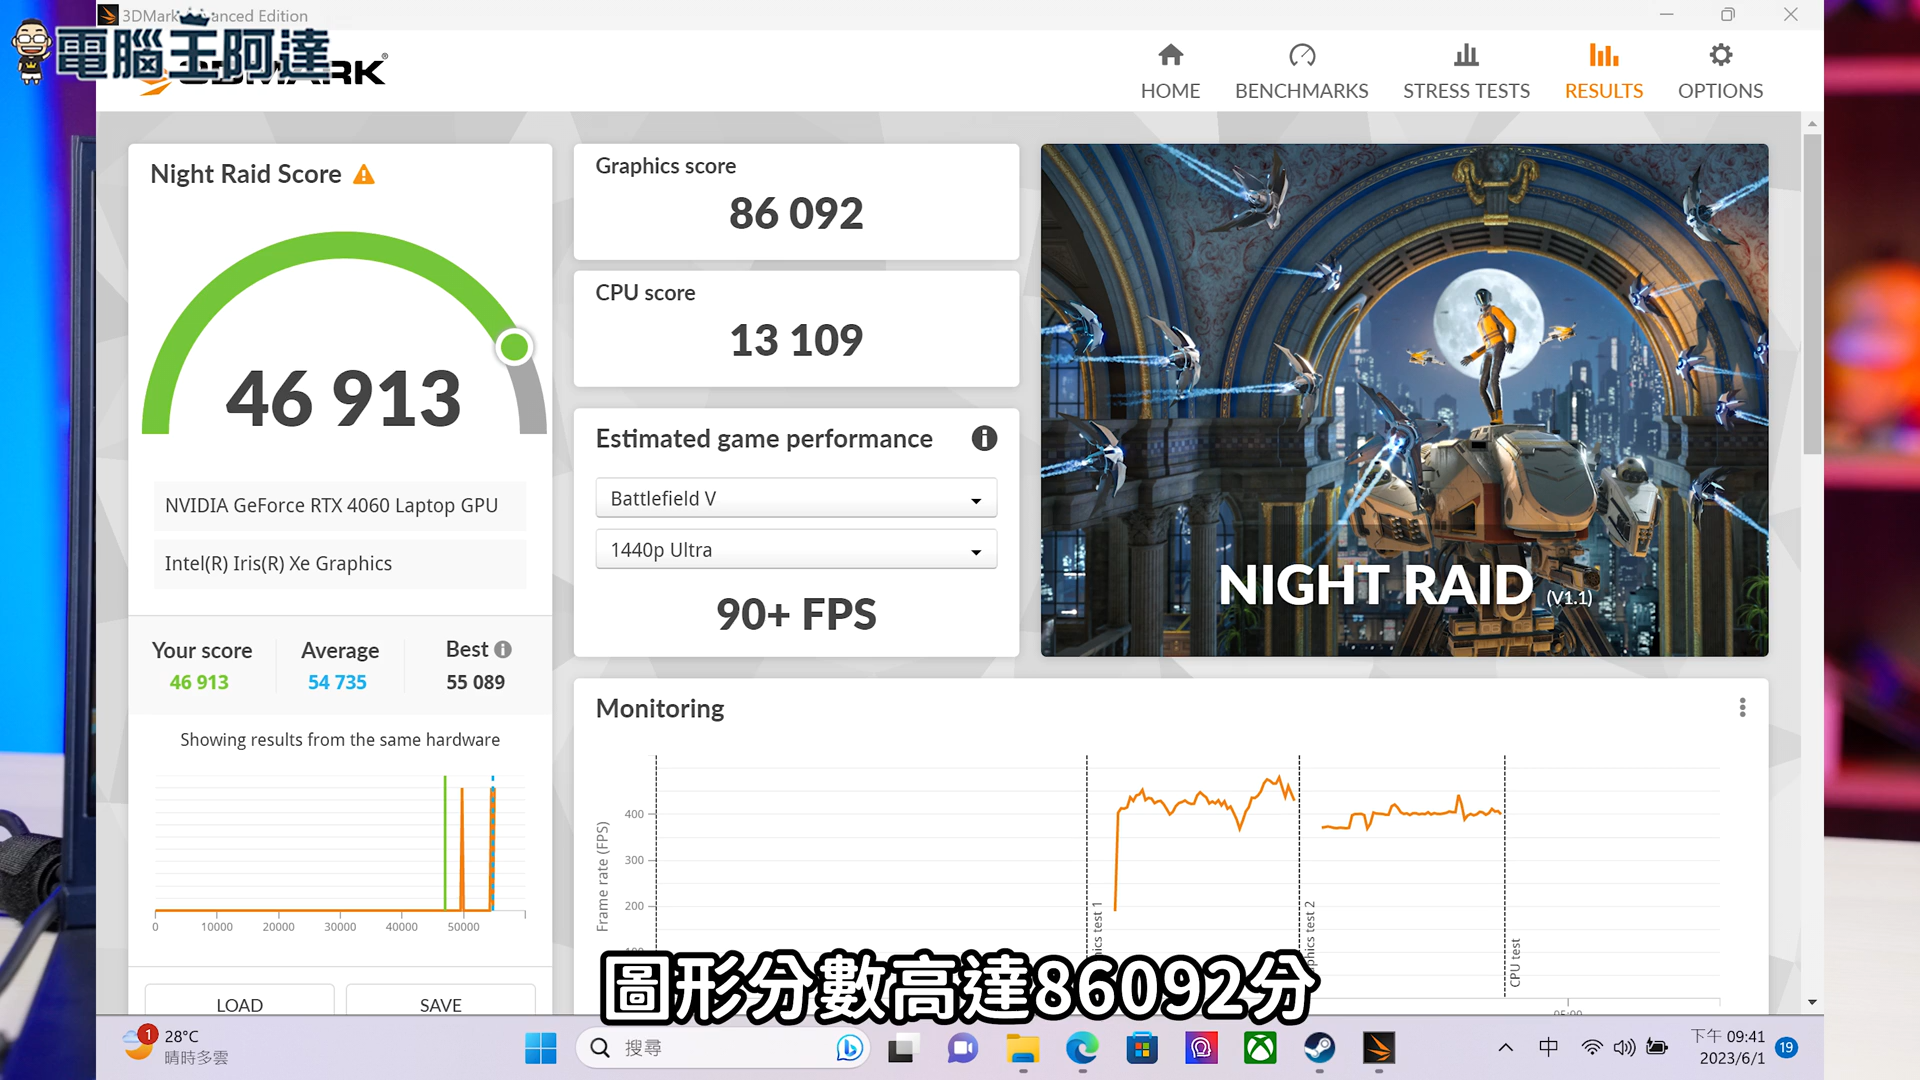 3DMark Advanced Edition
電腦王阿達
3DMARK®
HOME
BENCHMARKS
STRESS TESTS
RESULTS
OPTIONS
Night Raid Score
46 913
NVIDIA GeForce RTX 4060 Laptop GPU
Intel(R) Iris(R) Xe Graphics
Your score
Average
Best
46 913
54 735
55 089
Showing results from the same hardware
0
10000
20000
30000
40000
50000
LOAD
SAVE
Graphics score
86 092
CPU score
13 109
Estimated game performance
Battlefield V
1440p Ultra
90+ FPS
NIGHT RAID (V1.1)
Monitoring
Frame rate (FPS)
400
300
200
CPU test
圖形分數高達86092分
1
28°C
晴時多雲
搜尋
中
下午 09:41
2023/6/1
19